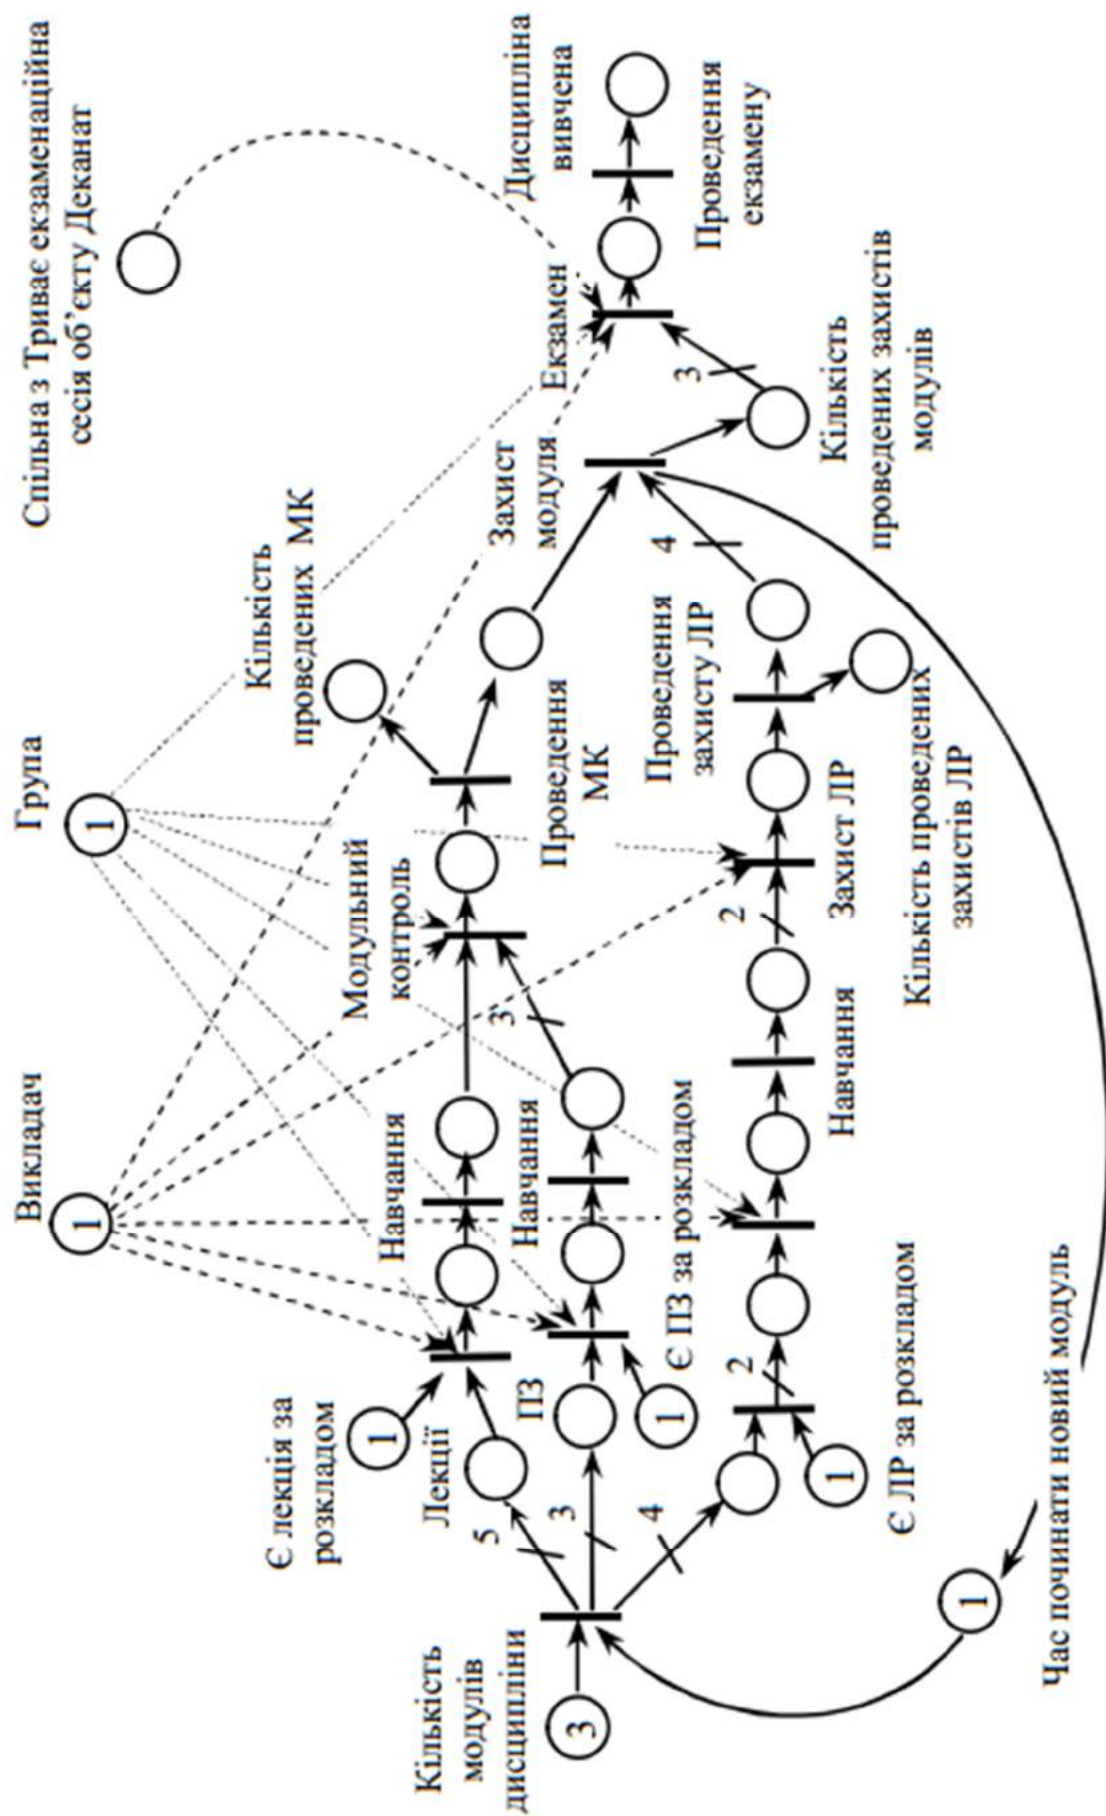 Спільна з Триває екзаменаційна
сесія об’єкту Деканат
Викладач
1
Група
1
Кількість
проведених МК
Є лекція за
розкладом
1
Лекції
Навчання
Модульний
контроль
Захист
модуля
Екзамен
Дисципліна
вивчена
Кількість
модулів
дисципліни
3
5
3
4
ПЗ
Навчання
3
Проведення
МК
1
Є ПЗ за розкладом
Проведення
захисту ЛР
4
3
Проведення
екзамену
2
2
1
Є ЛР за розкладом
Навчання
Захист ЛР
Кількість проведених
захистів ЛР
Кількість
проведених захистів
модулів
1
Час починати новий модуль